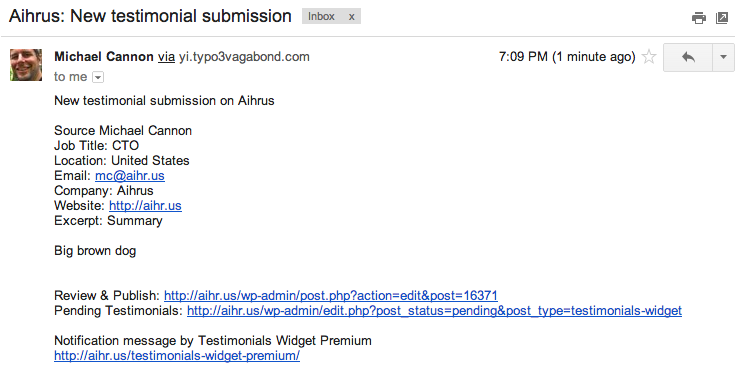 Aihrus: New testimonial submission Inbox x
Michael Cannon via yi.typo3vagabond.com 7:09 PM (1 minute ago)
to me
New testimonial submission on Aihrus
Source Michael Cannon
Job Title: CTO
Location: United States
Email: mc@aihr.us
Company: Aihrus
Website: http://aihr.us
Excerpt: Summary
Big brown dog
Review & Publish: http://aihr.us/wp-admin/post.php?action=edit&post=16371
Pending Testimonials: http://aihr.us/wp-admin/edit.php?post_status=pending&post_type=testimonials-widget
Notification message by Testimonials Widget Premium
http://aihr.us/testimonials-widget-premium/